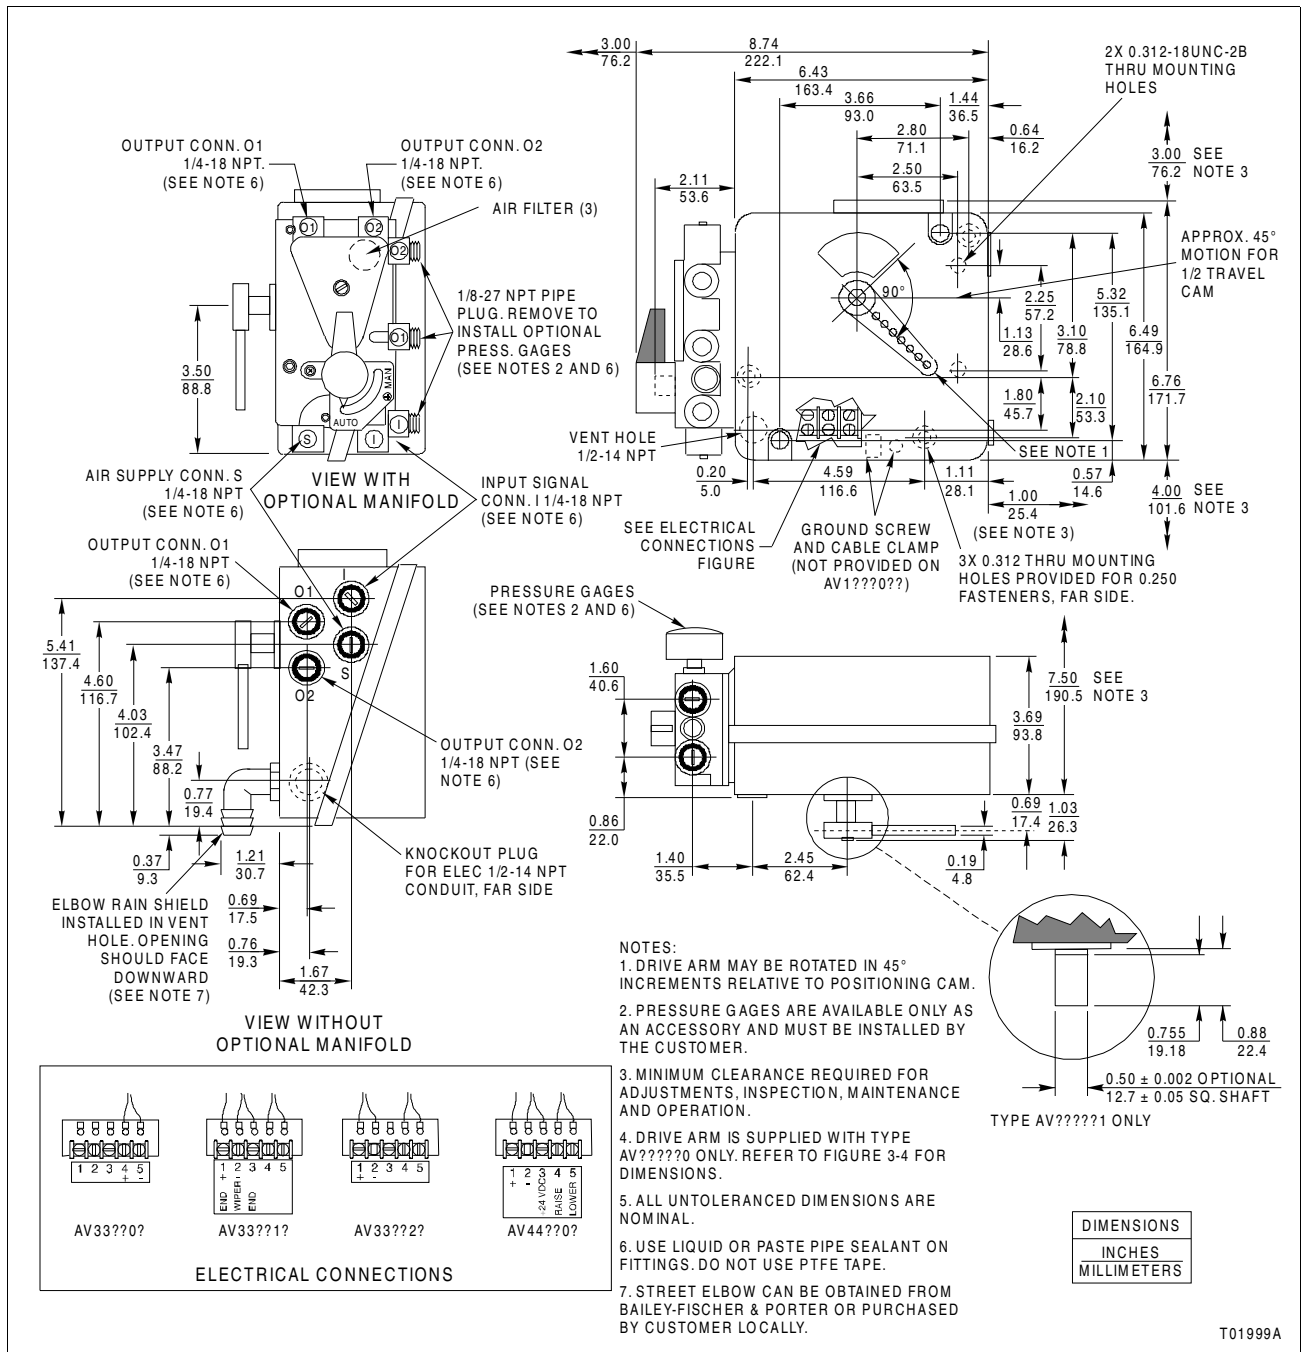 3.00
76.2
8.74
222.1
6.43
163.4
3.66
93.0
1.44
36.5
2.80
71.1
0.64
16.2
2.50
63.5
2.11
53.6
2X 0.312-18UNC-2B
THRU MOUNTING
HOLES
3.00 SEE
76.2 NOTE 3
APPROX. 45°
MOTION FOR
1/2 TRAVEL
CAM
OUTPUT CONN. O1
1/4-18 NPT.
(SEE NOTE 6)
OUTPUT CONN. O2
1/4-18 NPT.
(SEE NOTE 6)
AIR FILTER (3)
O1
O2
O2
O1
1/8-27 NPT PIPE
PLUG. REMOVE TO
INSTALL OPTIONAL
PRESS. GAGES
(SEE NOTES 2 AND 6)
3.50
88.8
MAN
AUTO
S
I
I
90°
2.25
57.2
1.13
28.6
3.10
78.8
5.32
135.1
6.49
164.9
6.76
171.7
1.80
45.7
2.10
53.3
VENT HOLE
1/2-14 NPT
SEE NOTE 1
0.20
5.0
4.59
116.6
1.11
28.1
0.57
14.6
1.00
25.4
(SEE NOTE 3)
4.00 SEE
101.6 NOTE 3
AIR SUPPLY CONN. S
1/4-18 NPT
(SEE NOTE 6)
VIEW WITH
OPTIONAL MANIFOLD
INPUT SIGNAL
CONN. I 1/4-18 NPT
(SEE NOTE 6)
SEE ELECTRICAL
CONNECTIONS
FIGURE
GROUND SCREW
AND CABLE CLAMP
(NOT PROVIDED ON
AV1???0??)
3X 0.312 THRU MOUNTING
HOLES PROVIDED FOR 0.250
FASTENERS, FAR SIDE.
OUTPUT CONN. O1
1/4-18 NPT
(SEE NOTE 6)
I
O1
S
O2
5.41
137.4
4.60
116.7
4.03
102.4
3.47
88.2
0.77
19.4
OUTPUT CONN. O2
1/4-18 NPT (SEE
NOTE 6)
0.37
9.3
1.21
30.7
0.69
17.5
0.76
19.3
1.67
42.3
KNOCKOUT PLUG
FOR ELEC 1/2-14 NPT
CONDUIT, FAR SIDE
ELBOW RAIN SHIELD
INSTALLED IN VENT
HOLE. OPENING
SHOULD FACE
DOWNWARD
(SEE NOTE 7)
VIEW WITHOUT
OPTIONAL MANIFOLD
PRESSURE GAGES
(SEE NOTES 2 AND 6)
1.60
40.6
0.86
22.0
1.40
35.5
2.45
62.4
7.50 SEE
190.5 NOTE 3
3.69
93.8
0.69
17.4
1.03
26.3
0.19
4.8
0.755
19.18
0.88
22.4
0.50 ± 0.002 OPTIONAL
12.7 ± 0.05 SQ. SHAFT
TYPE AV?????1 ONLY
NOTES:
1. DRIVE ARM MAY BE ROTATED IN 45°
INCREMENTS RELATIVE TO POSITIONING CAM.
2. PRESSURE GAGES ARE AVAILABLE ONLY AS
AN ACCESSORY AND MUST BE INSTALLED BY
THE CUSTOMER.
3. MINIMUM CLEARANCE REQUIRED FOR
ADJUSTMENTS, INSPECTION, MAINTENANCE
AND OPERATION.
4. DRIVE ARM IS SUPPLIED WITH TYPE
AV?????0 ONLY. REFER TO FIGURE 3-4 FOR
DIMENSIONS.
5. ALL UNTOLERANCED DIMENSIONS ARE
NOMINAL.
6. USE LIQUID OR PASTE PIPE SEALANT ON
FITTINGS. DO NOT USE PTFE TAPE.
7. STREET ELBOW CAN BE OBTAINED FROM
BAILEY-FISCHER & PORTER OR PURCHASED
BY CUSTOMER LOCALLY.
1 2 3 4 5
+ -
AV33??0?
1 2 3 4 5
END +
WIPER -
END
AV33??1?
1 2 3 4 5
+ -
AV33??2?
1 2 3 4 5
+ -
+24 VDC
RAISE
LOWER
AV44??0?
ELECTRICAL CONNECTIONS
DIMENSIONS
INCHES
MILLIMETERS
T01999A